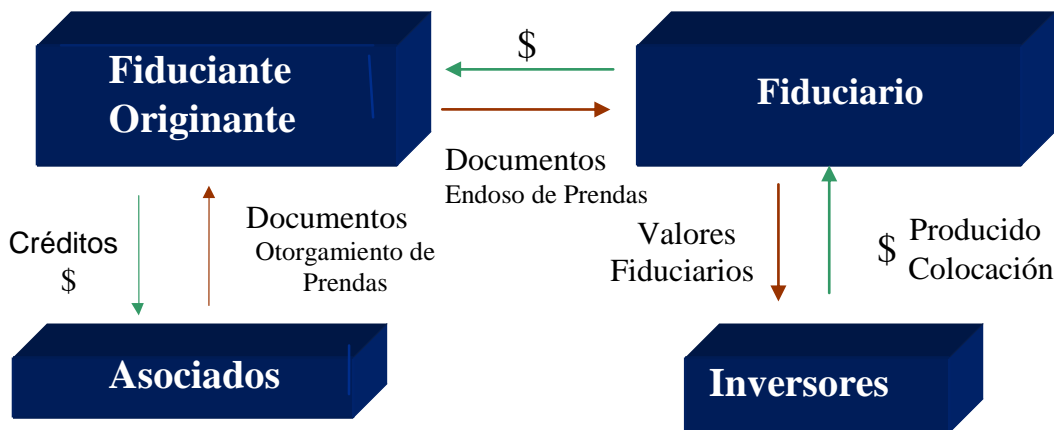 Fiduciante
Originante
$
Fiduciario
Documentos
Endoso de Prendas
Créditos
$
Documentos
Otorgamiento de
Prendas
Valores
Fiduciarios
$
Producido
Colocación
Asociados
Inversores